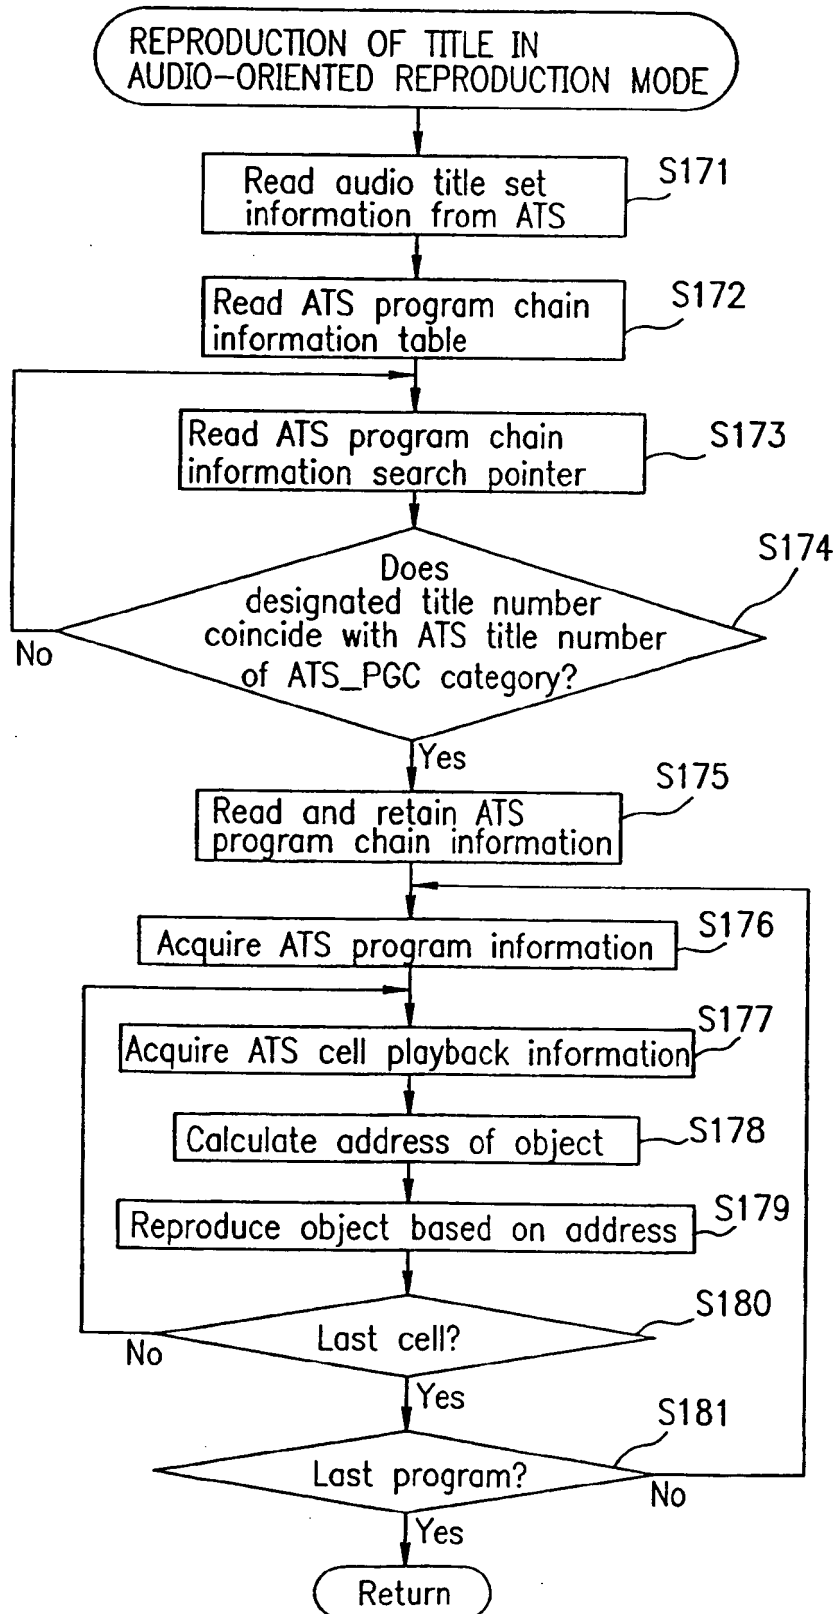 REPRODUCTION OF TITLE IN
AUDIO-ORIENTED REPRODUCTION MODE
S171
Read audio title set
information from ATS
S172
Read ATS program chain
information table
S173
Read ATS program chain
information search pointer
S174
Does
designated title number
coincide with ATS title number
of ATS_PGC category?
No
Yes
S175
Read and retain ATS
program chain information
S176
Acquire ATS program information
S177
Acquire ATS cell playback information
S178
Calculate address of object
S179
Reproduce object based on address
S180
Last cell?
No
Yes
S181
Last program?
No
Yes
Return